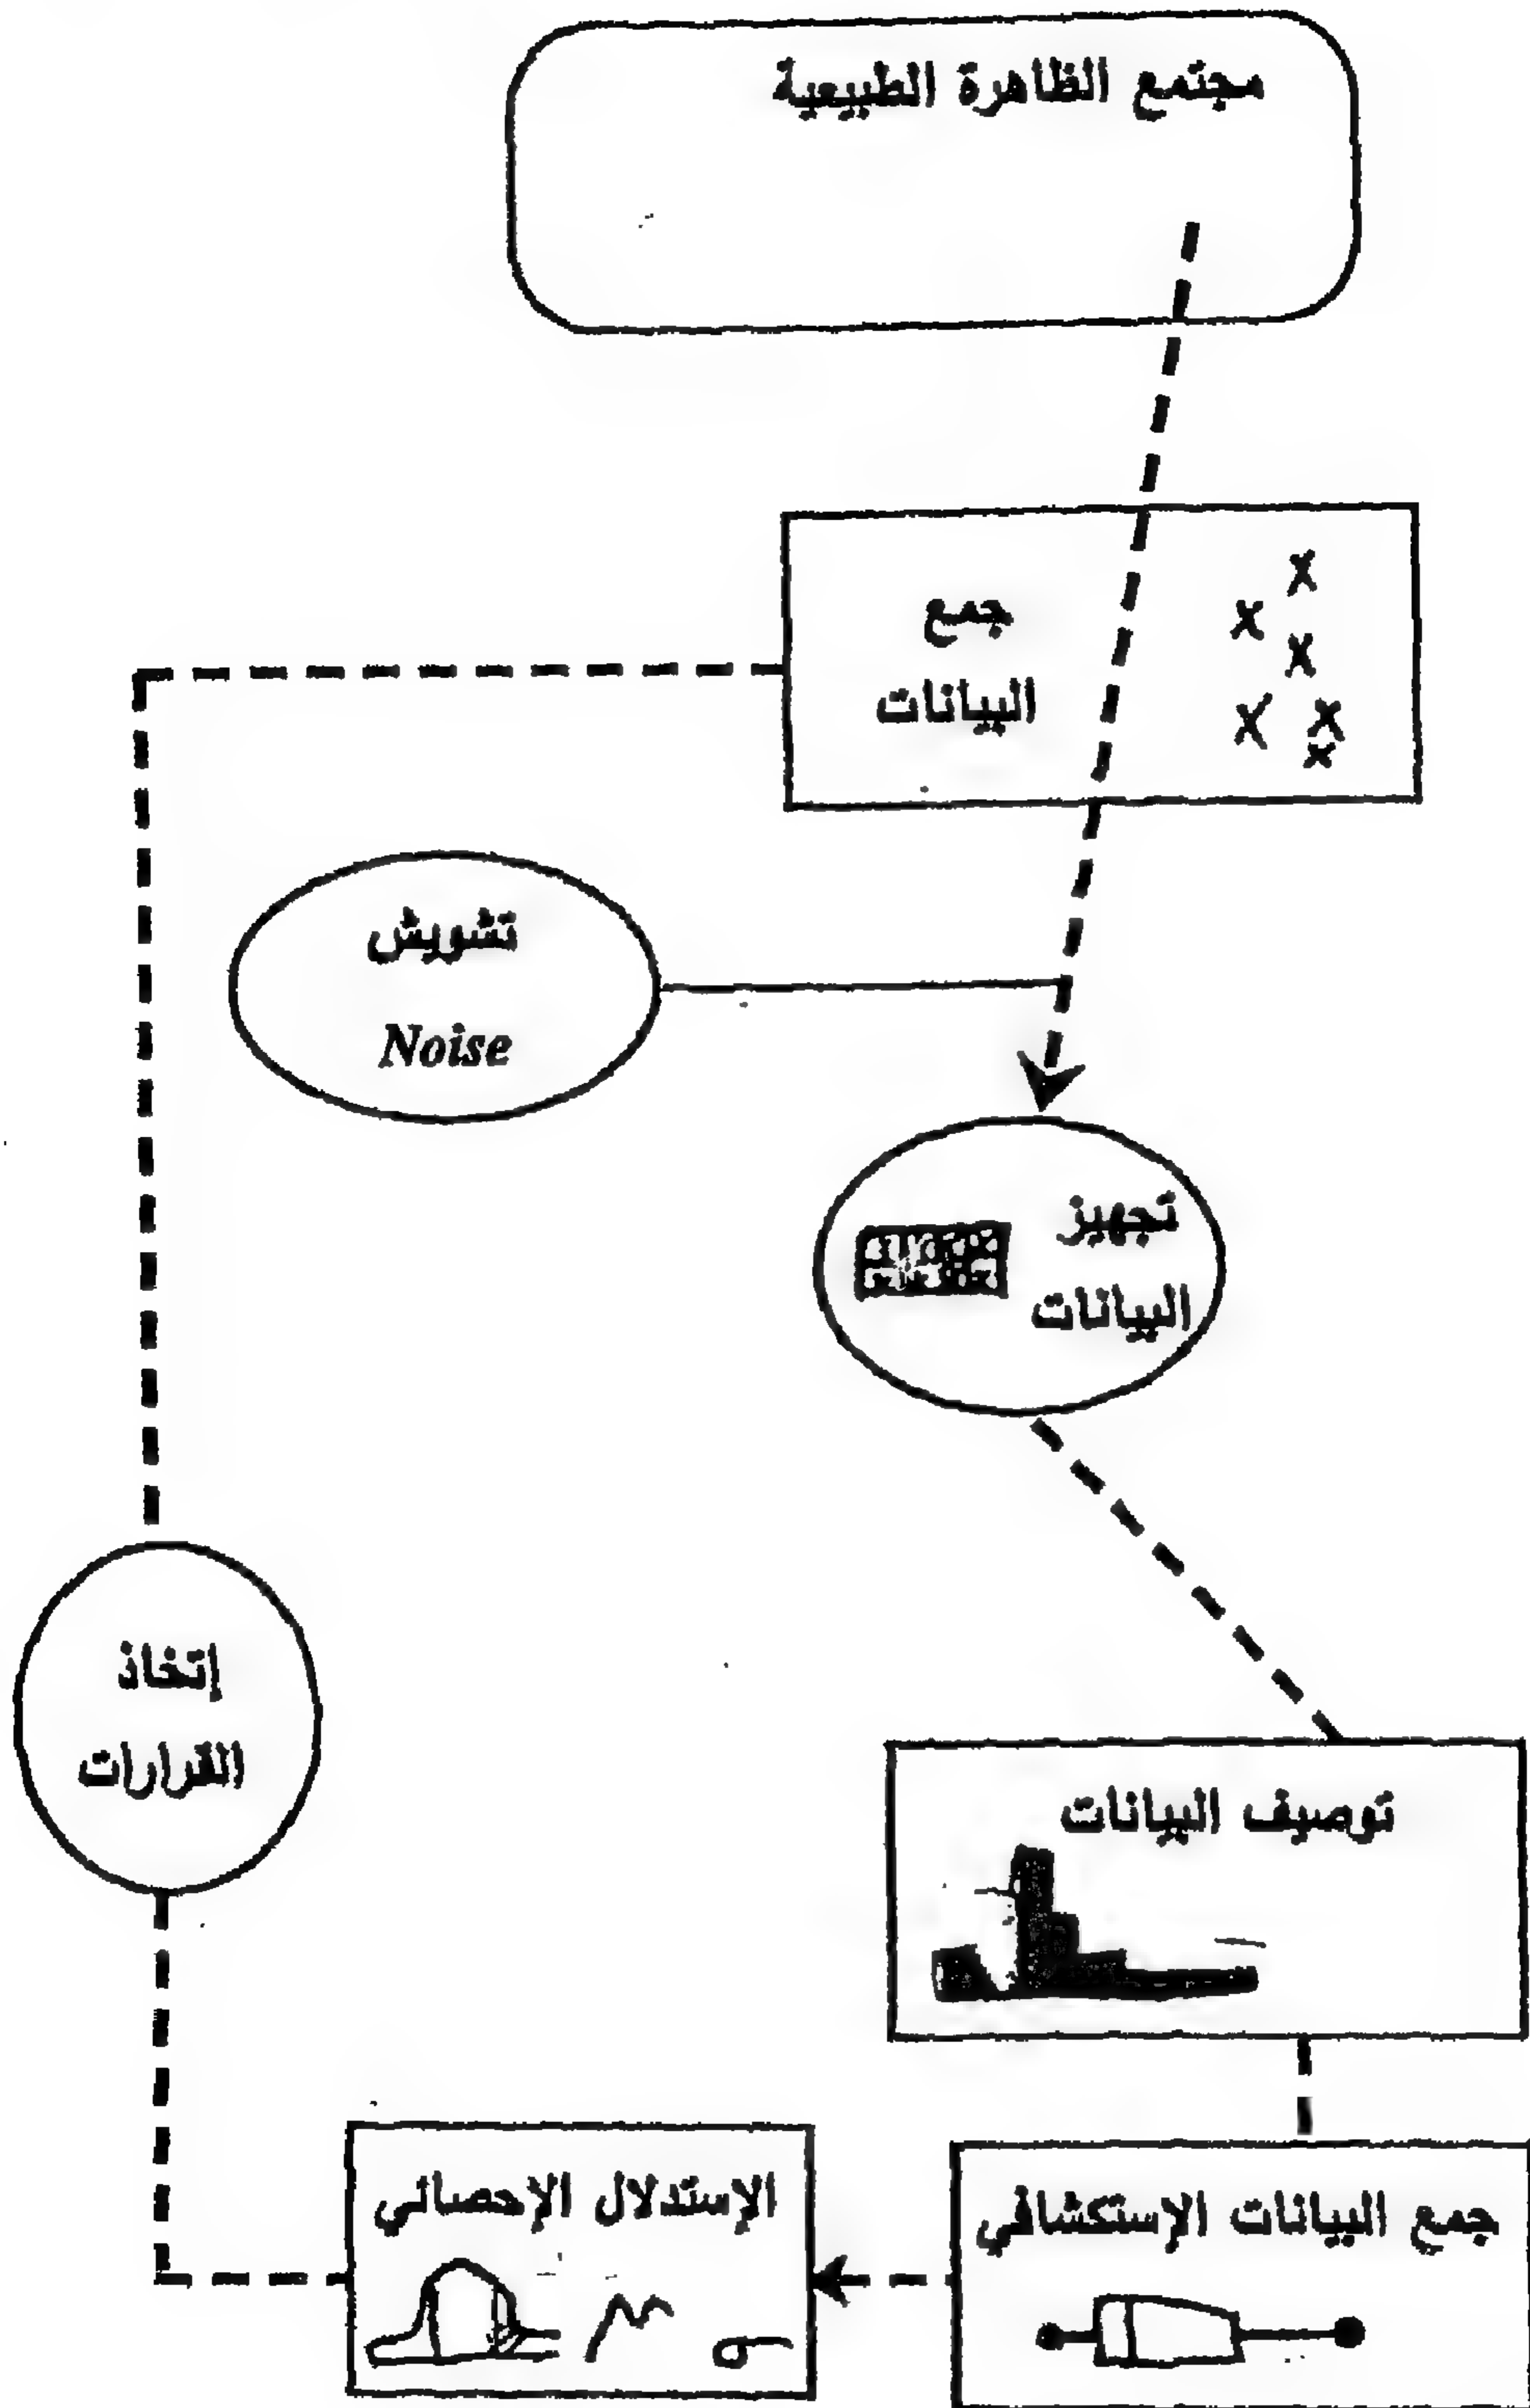 مجتمع الظاهرة الطبيعية
جمع
البيانات
x
x
x
x
x
x
تشويش
Noise
تجهيز
البيانات
إتخاذ
القرارات
توصيف البيانات
جمع البيانات الإستكشافي
الإستدلال الإحصائي
μ σ